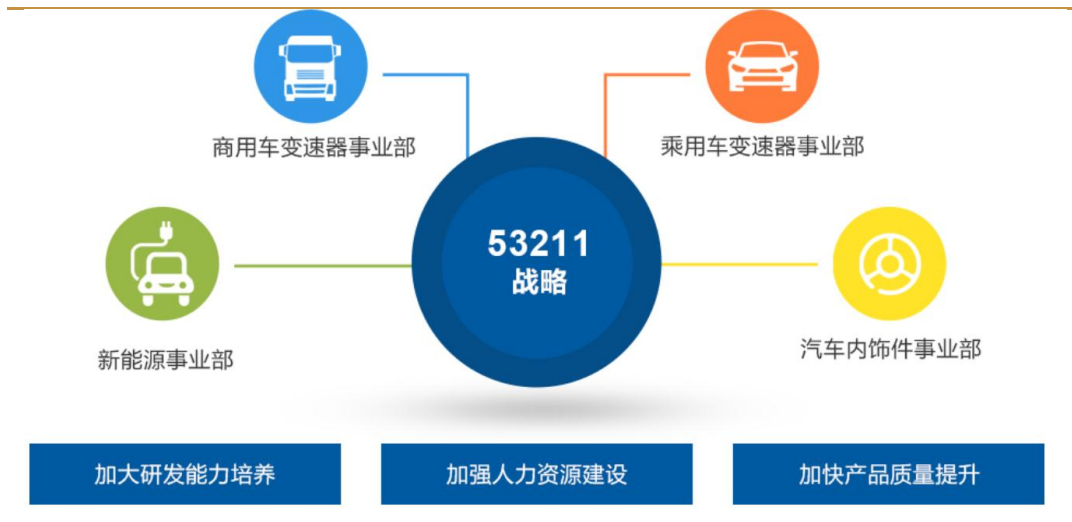 商用车变速器事业部
乘用车变速器事业部
53211
战略
新能源事业部
汽车内饰件事业部
加大研发能力培养
加强人力资源建设
加快产品质量提升